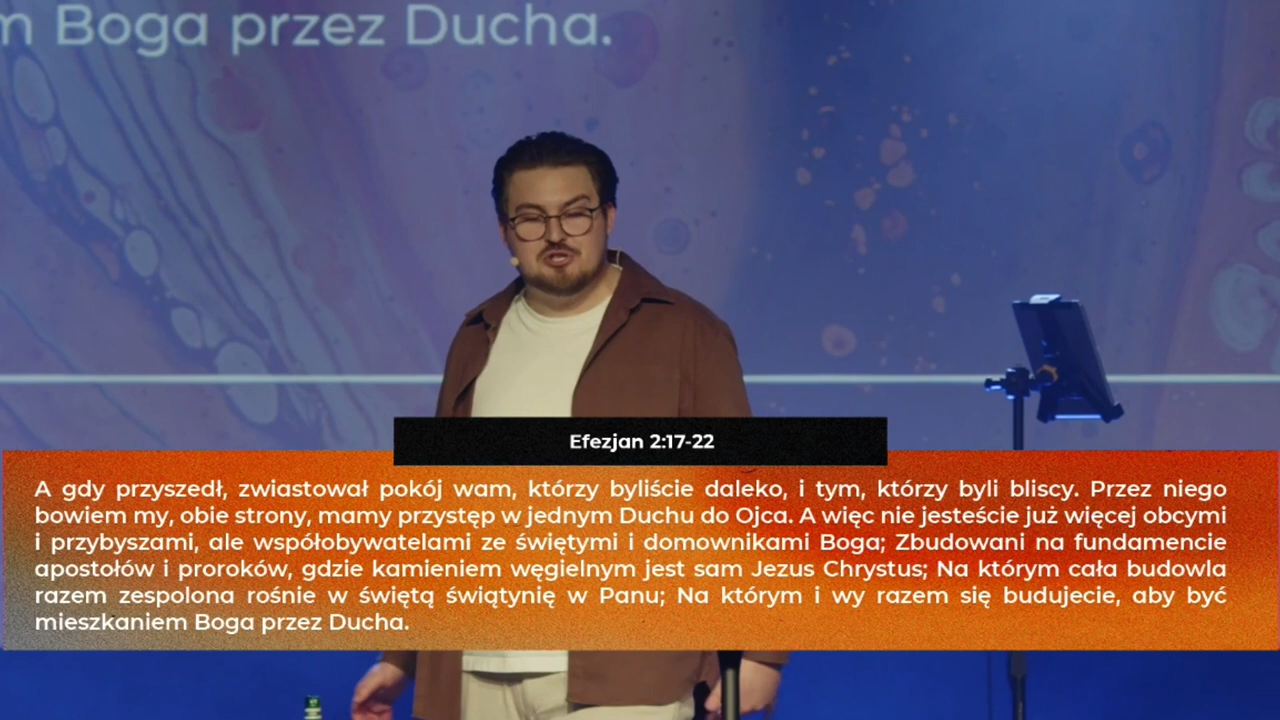 m Boga przez Ducha.
Efezjan 2:17-22
A gdy przyszedł, zwiastował pokój wam, którzy byliście daleko, i tym, którzy byli bliscy. Przez niego
bowiem my, obie strony, mamy przystęp w jednym Duchu do Ojca. A więc nie jesteście już więcej obcymi
i przybyszami, ale współobywatelami ze świętymi i domownikami Boga; Zbudowani na fundamencie
apostołów i proroków, gdzie kamieniem węgielnym jest sam Jezus Chrystus; Na którym cała budowla
razem zespolona rośnie w świętą świątynię w Panu; Na którym i wy razem się budujecie, aby być
mieszkaniem Boga przez Ducha.